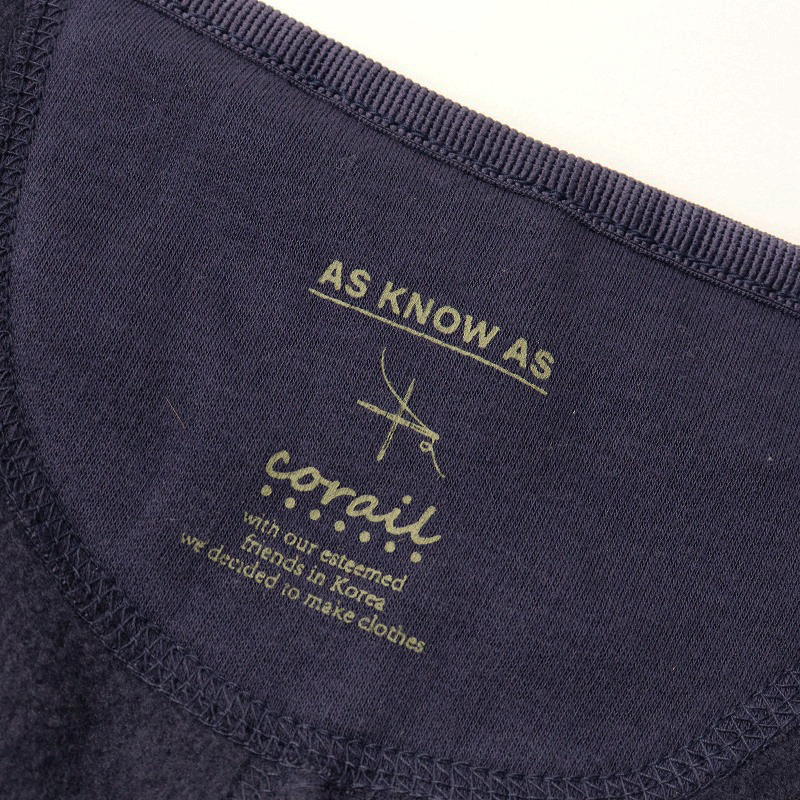 AS KNOW AS
corail
with our esteemed
friends in Korea
we decided to make clothes